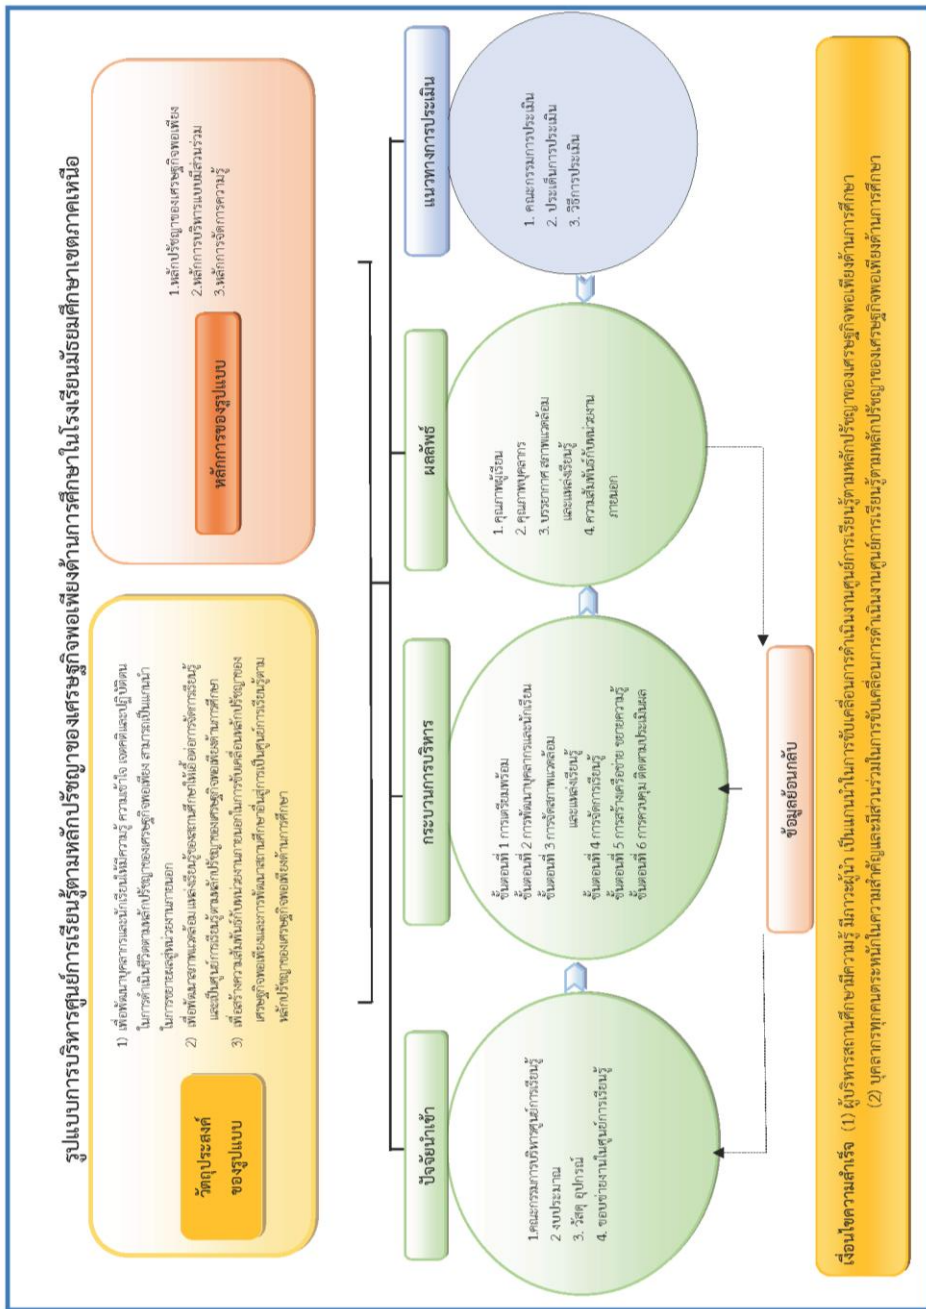 รูปแบบการบริหารศูนย์การเรียนรู้ตามหลักปรัชญาของเศรษฐกิจพอเพียงด้านการศึกษาในโรงเรียนมัธยมศึกษาเขตภาคเหนือ
วัตถุประสงค์
ของรูปแบบ
1) เพื่อพัฒนาบุคลากรและนักเรียนให้มีความรู้ ความเข้าใจ เจตคติและปฏิบัติตน
ในการดำเนินชีวิตตามหลักปรัชญาของเศรษฐกิจพอเพียง สามารถเป็นแกนนำ
ในการขยายผลสู่หน่วยงานภายนอก
2) เพื่อพัฒนาสภาพแวดล้อม แหล่งเรียนรู้ของสถานศึกษาให้เอื้อต่อการจัดการเรียนรู้
และเป็นศูนย์การเรียนรู้ตามหลักปรัชญาของเศรษฐกิจพอเพียงด้านการศึกษา
3) เพื่อสร้างความสัมพันธ์กับหน่วยงานภายนอกในการขับเคลื่อนหลักปรัชญาของ
เศรษฐกิจพอเพียงและการพัฒนาสถานศึกษาอื่นสู่การเป็นศูนย์การเรียนรู้ตาม
หลักปรัชญาของเศรษฐกิจพอเพียงด้านการศึกษา
หลักการของรูปแบบ
1.หลักปรัชญาของเศรษฐกิจพอเพียง
2.หลักการบริหารแบบมีส่วนร่วม
3.หลักการจัดการความรู้
ปัจจัยนำเข้า
1.คณะกรรมการบริหารศูนย์การเรียนรู้
2 งบประมาณ
3. วัสดุ อุปกรณ์
4. ขอบข่ายงานในศูนย์การเรียนรู้
กระบวนการบริหาร
ขั้นตอนที่ 1 การเตรียมพร้อม
ขั้นตอนที่ 2 การพัฒนาบุคลากรและนักเรียน
ขั้นตอนที่ 3 การจัดสภาพแวดล้อม
และแหล่งเรียนรู้
ขั้นตอนที่ 4 การจัดการเรียนรู้
ขั้นตอนที่ 5 การสร้างเครือข่าย ขยายความรู้
ขั้นตอนที่ 6 การควบคุม ติดตามประเมินผล
ผลลัพธ์
1. คุณภาพผู้เรียน
2. คุณภาพบุคลากร
3. บรรยากาศ สภาพแวดล้อม
และแหล่งเรียนรู้
4. ความสัมพันธ์กับหน่วยงาน
ภายนอก
แนวทางการประเมิน
1. คณะกรรมการประเมิน
2. ประเด็นการประเมิน
3. วิธีการประเมิน
ข้อมูลย้อนกลับ
เงื่อนไขความสำเร็จ (1) ผู้บริหารสถานศึกษามีความรู้ มีภาวะผู้นำ เป็นแกนนำในการขับเคลื่อนการดำเนินงานศูนย์การเรียนรู้ตามหลักปรัชญาของเศรษฐกิจพอเพียงด้านการศึกษา
(2) บุคลากรทุกคนตระหนักในความสำคัญและมีส่วนร่วมในการขับเคลื่อนการดำเนินงานศูนย์การเรียนรู้ตามหลักปรัชญาของเศรษฐกิจพอเพียงด้านการศึกษา